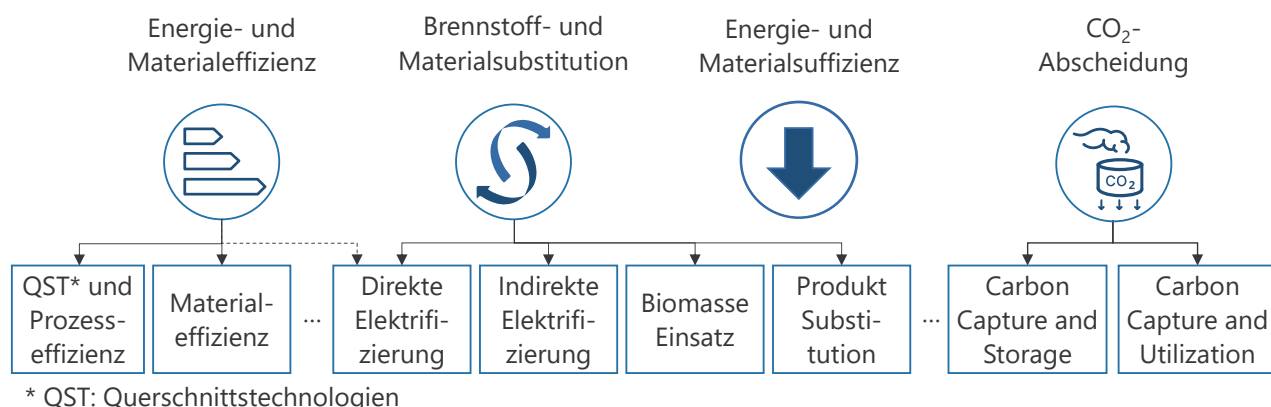 Energie- und
Materialeffizienz
Brennstoff- und
Materialsubstitution
Energie- und
Materialsuffizienz
CO₂-
Abscheidung
CO₂
QST* und
Prozess-
effizienz
Material-
effizienz
...
Direkte
Elektrifi-
zierung
Indirekte
Elektrifi-
zierung
Biomasse
Einsatz
Produkt
Substi-
tution
...
Carbon
Capture and
Storage
Carbon
Capture and
Utilization
* QST: Querschnittstechnologien